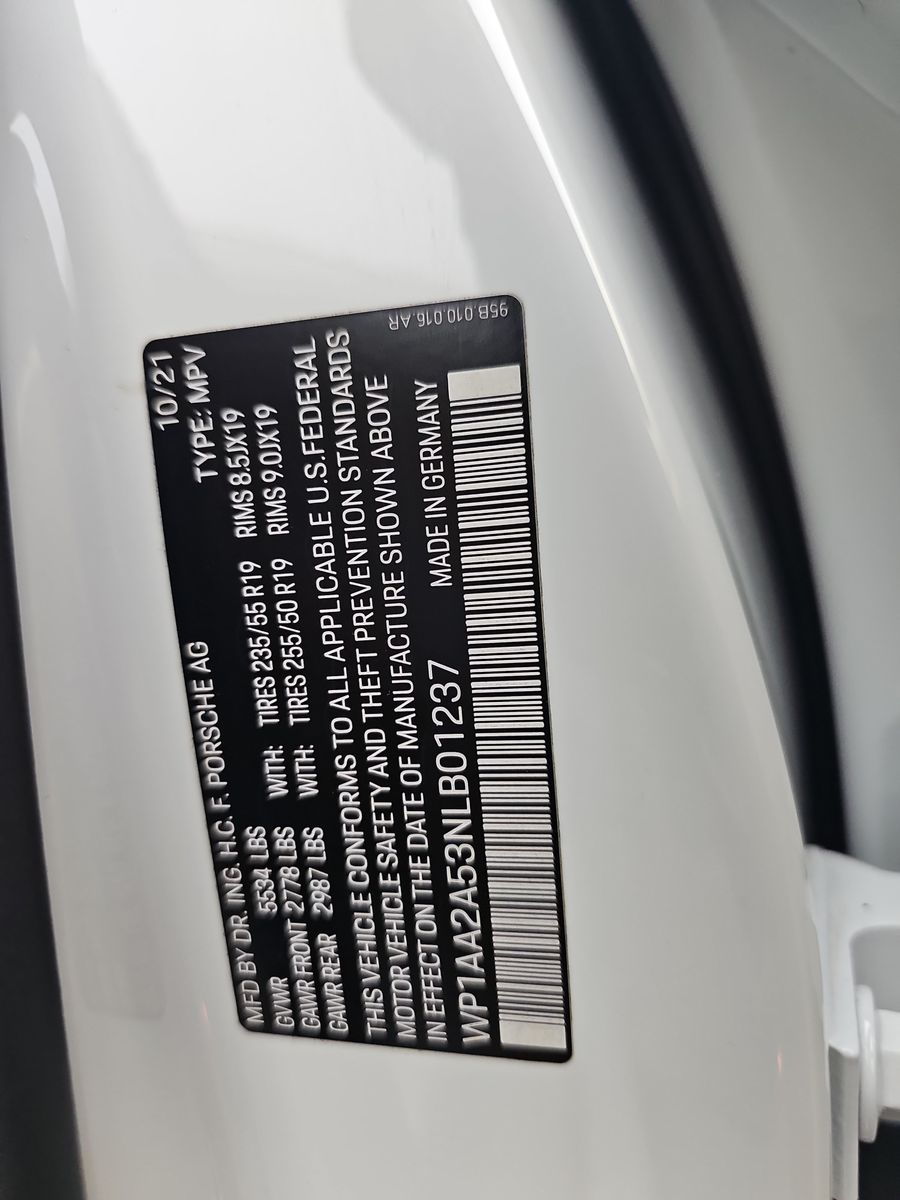 MFD BY DR. ING. H.C. F. PORSCHE AG 10/21
GVWR 5534 LBS TYPE: MPV
GAWR FRONT 2778 LBS WITH: TIRES 235/55 R19 RIMS 8.5JX19
GAWR REAR 2987 LBS WITH: TIRES 255/50 R19 RIMS 9.0JX19
THIS VEHICLE CONFORMS TO ALL APPLICABLE U.S.FEDERAL
MOTOR VEHICLE SAFETY AND THEFT PREVENTION STANDARDS
IN EFFECT ON THE DATE OF MANUFACTURE SHOWN ABOVE
WP1AA2A53NLB01237 MADE IN GERMANY
95B.010.016.AR